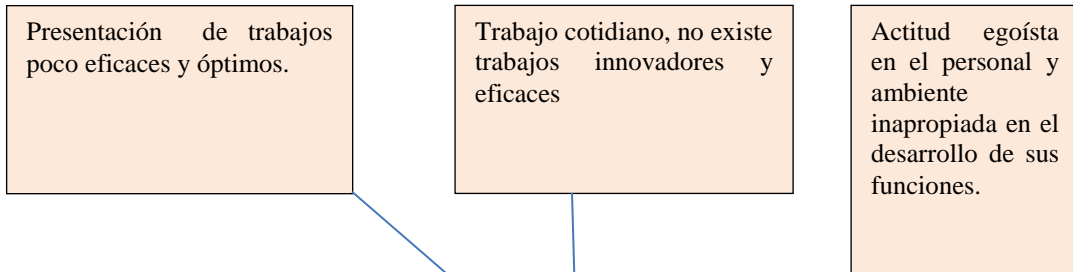 Presentación de trabajos
poco eficaces y óptimos.
Trabajo cotidiano, no existe
trabajos innovadores y
eficaces
Actitud egoísta
en el personal y
ambiente
inapropiada en el
desarrollo de sus
funciones.